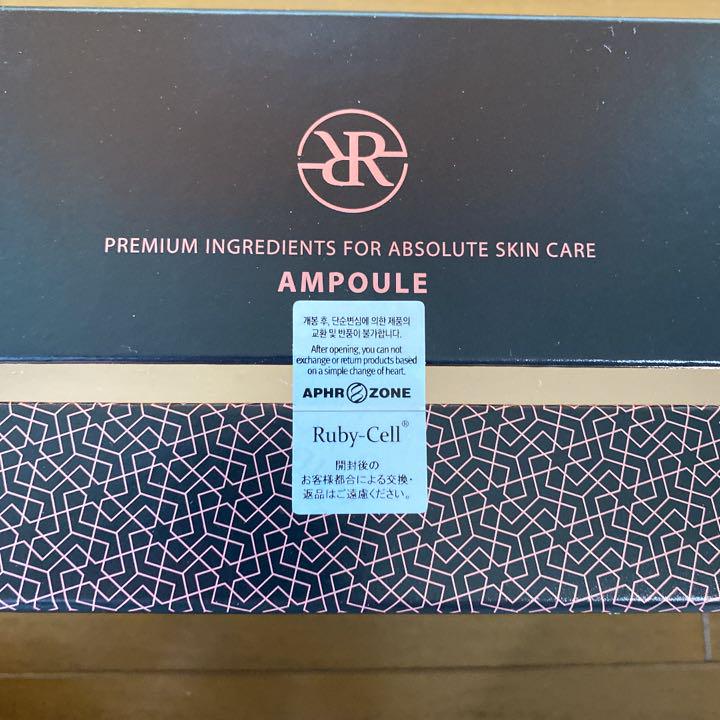 RR
PREMIUM INGREDIENTS FOR ABSOLUTE SKIN CARE
AMPOULE
개봉 후, 단순변심에 의한 제품의
교환 및 반품이 불가합니다.
After opening, you can not
exchange or return products based
on a simple change of heart.
APHROZONE
Ruby-Cell®
開封後の
お客様都合による交換・
返品はご遠慮ください。